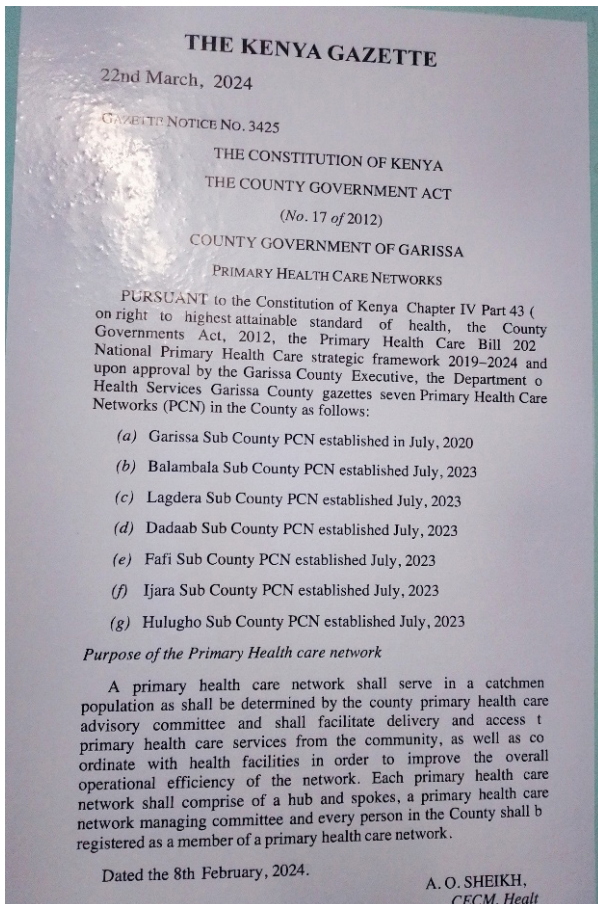 THE KENYA GAZETTE
22nd March, 2024
GAZETTE NOTICE NO. 3425
THE CONSTITUTION OF KENYA
THE COUNTY GOVERNMENT ACT
(No. 17 of 2012)
COUNTY GOVERNMENT OF GARISSA
PRIMARY HEALTH CARE NETWORKS
PURSUANT to the Constitution of Kenya Chapter IV Part 43 (
on right to highest attainable standard of health, the County
Governments Act, 2012, the Primary Health Care Bill 202
National Primary Health Care strategic framework 2019–2024 and
upon approval by the Garissa County Executive, the Department o
Health Services Garissa County gazettes seven Primary Health Care
Networks (PCN) in the County as follows:
(a) Garissa Sub County PCN established in July, 2020
(b) Balambala Sub County PCN established July, 2023
(c) Lagdera Sub County PCN established July, 2023
(d) Dadaab Sub County PCN established July, 2023
(e) Fafi Sub County PCN established July, 2023
(f) Ijara Sub County PCN established July, 2023
(g) Hulugho Sub County PCN established July, 2023
Purpose of the Primary Health care network
A primary health care network shall serve in a catchmen
population as shall be determined by the county primary health care
advisory committee and shall facilitate delivery and access t
primary health care services from the community, as well as co
ordinate with health facilities in order to improve the overall
operational efficiency of the network. Each primary health care
network shall comprise of a hub and spokes, a primary health care
network managing committee and every person in the County shall b
registered as a member of a primary health care network.
Dated the 8th February, 2024.
A. O. SHEIKH,
CECM, Healt